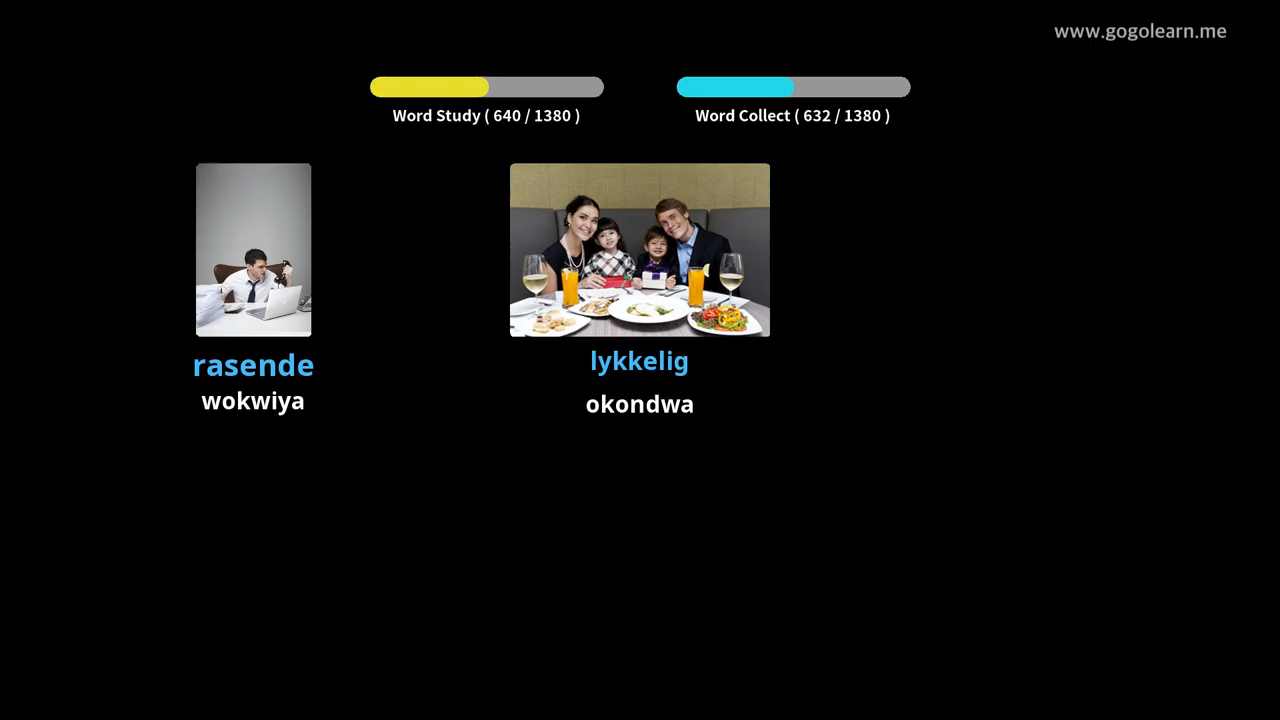 www.gogolearn.me
Word Study ( 640 / 1380 )
Word Collect ( 632 / 1380 )
rasende
wokwiya
lykkelig
okondwa